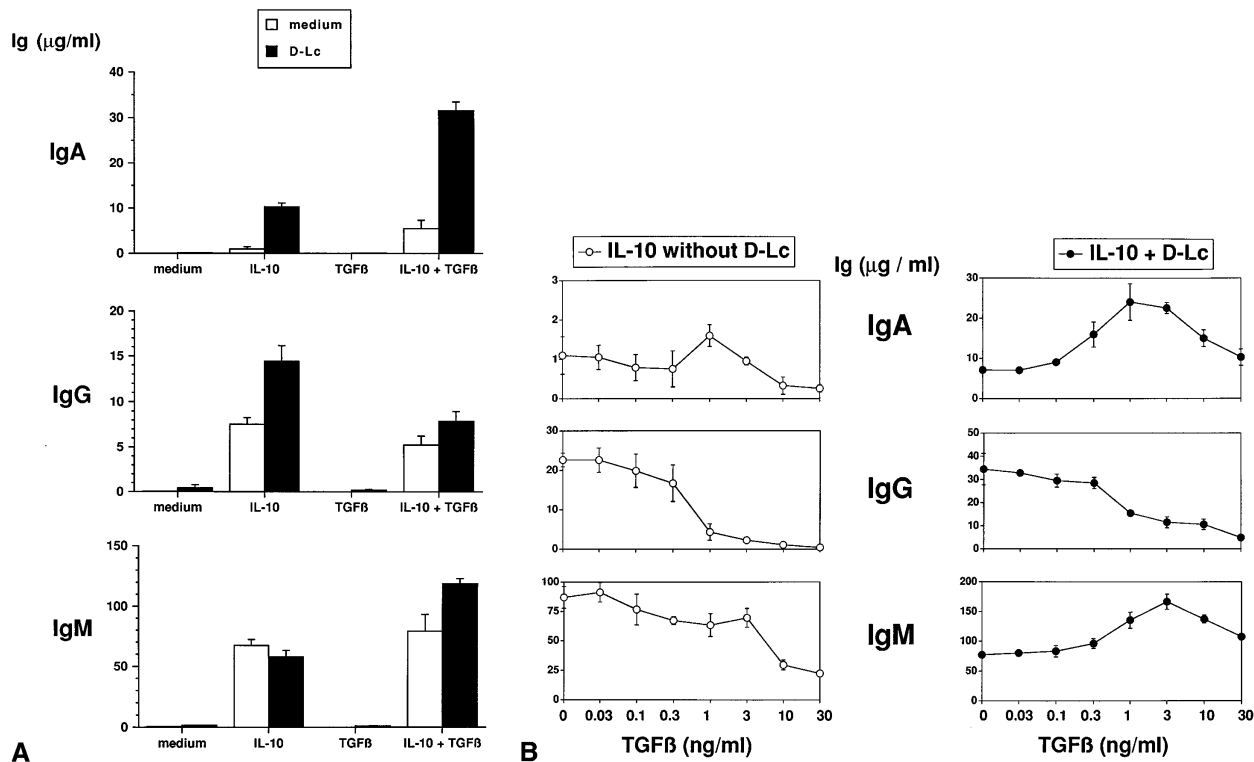 medium
D-Lc
Ig (μg/ml)
40
30
20
10
0
IgA
medium IL-10 TGFß IL-10 + TGFß
20
15
10
5
0
IgG
medium IL-10 TGFß IL-10 + TGFß
150
100
50
0
IgM
medium IL-10 TGFß IL-10 + TGFß
A
IL-10 without D-Lc
3
2
1
0
30
20
10
0
100
75
50
25
0
0 0.03 0.1 0.3 1 3 10 30
TGFß (ng/ml)
B
Ig (μg / ml)
IL-10 + D-Lc
IgA
30
20
10
0
IgG
50
40
30
20
10
0
IgM
200
150
100
50
0
0 0.03 0.1 0.3 1 3 10 30
TGFß (ng/ml)